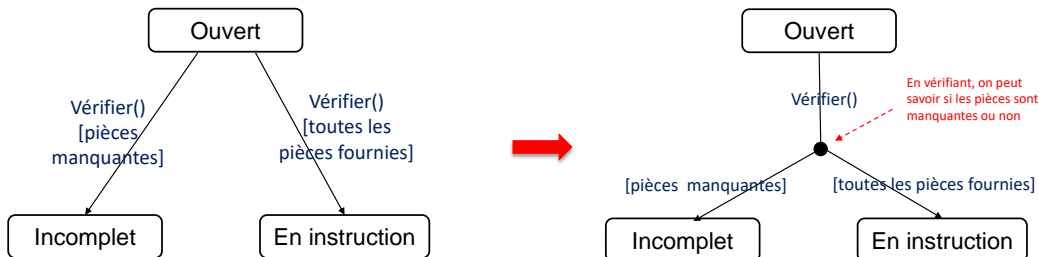 Ouvert
Vérifier()
[pièces
manquantes]
Vérifier()
[toutes les
pièces fournies]
Incomplet
En instruction
Ouvert
Vérifier()
En vérifiant, on peut
savoir si les pièces sont
manquantes ou non
[pièces  manquantes]
[toutes les pièces fournies]
Incomplet
En instruction